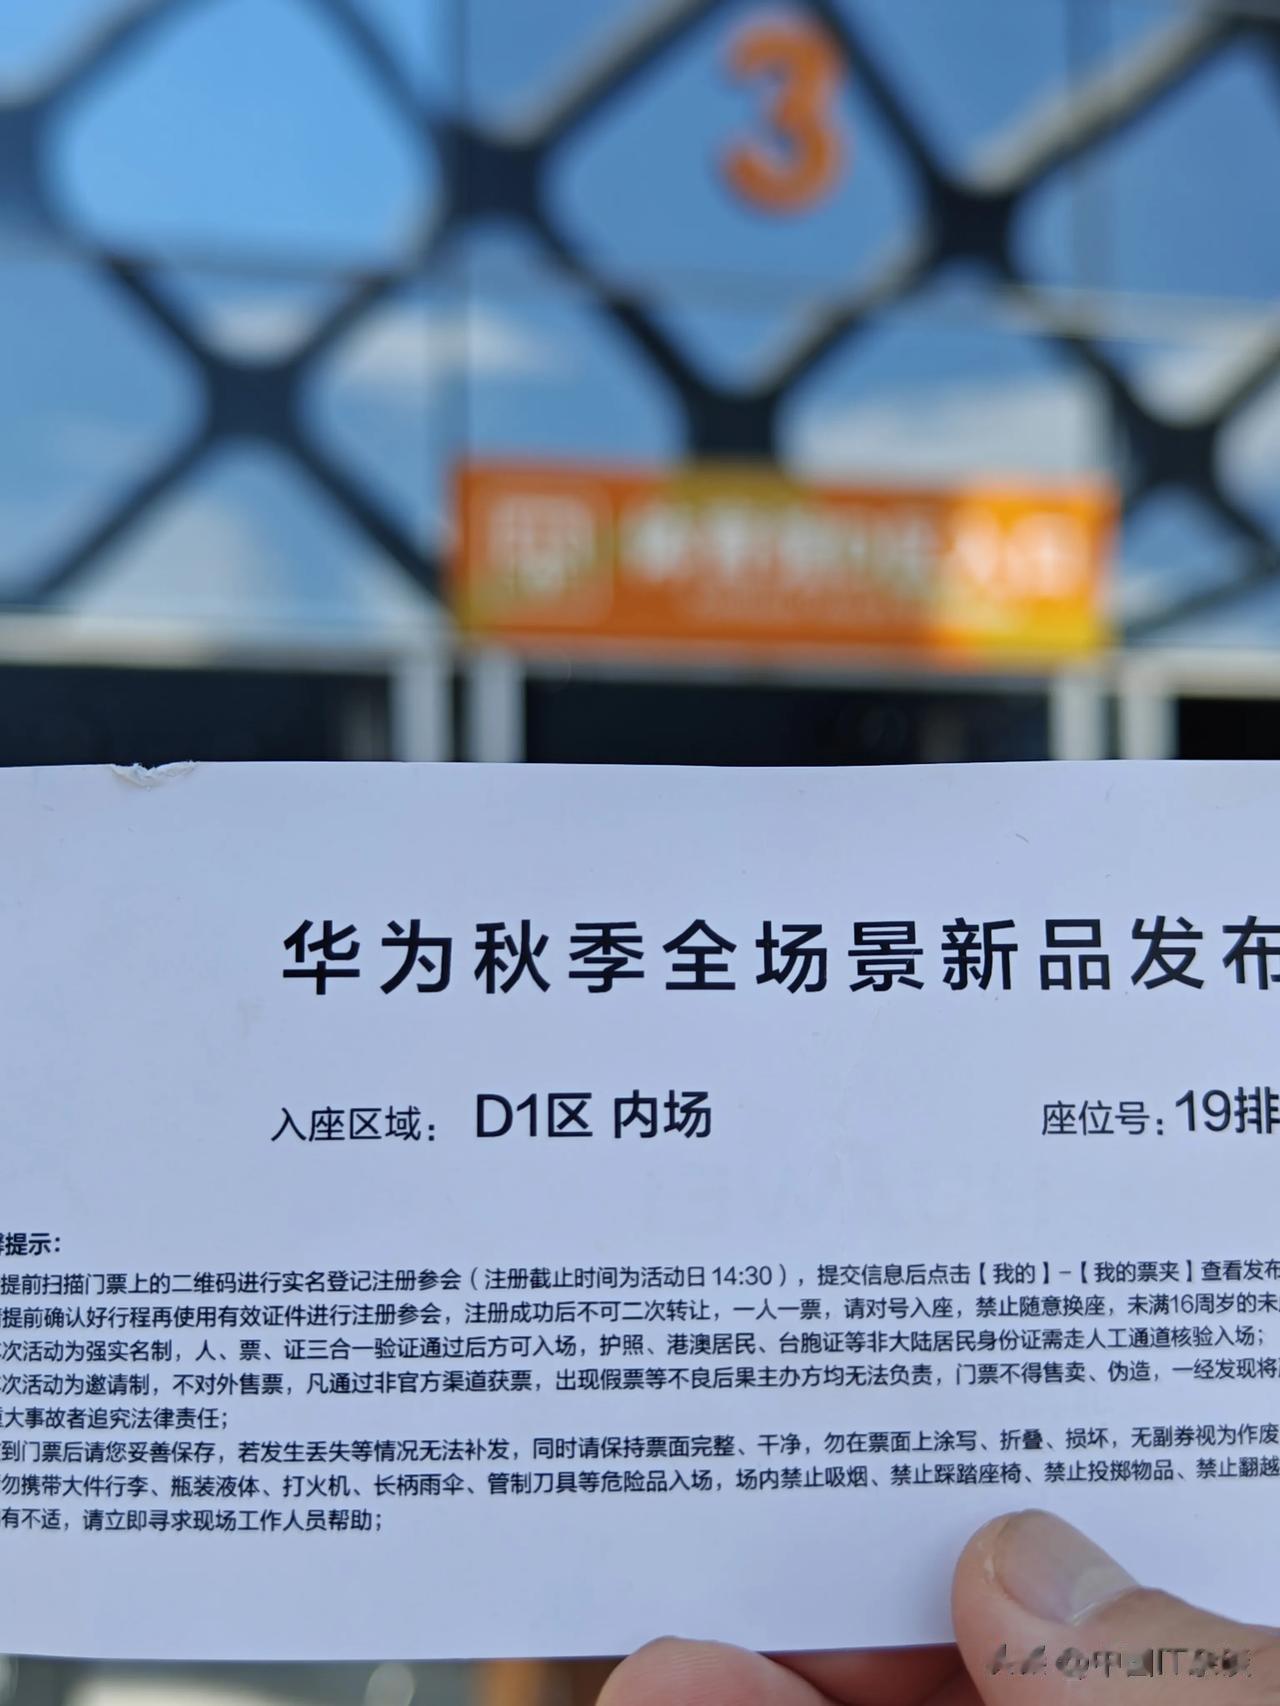 3
华为秋季全场景新品发布
入座区域： D1区 内场
座位号：19排
提示：
提前扫描门票上的二维码进行实名登记注册参会（注册截止时间为活动日14:30），提交信息后点击【我的】-【我的票夹】查看发布
提前确认好行程再使用有效证件进行注册参会，注册成功后不可二次转让，一人一票，请对号入座，禁止随意换座，未满16周岁的未
次活动为强实名制，人、票、证三合一验证通过后方可入场，护照、港澳居民、台胞证等非大陆居民身份证需走人工通道核验入场；
次活动为邀请制，不对外售票，凡通过非官方渠道获票，出现假票等不良后果主办方均无法负责，门票不得售卖、伪造，一经发现将
大事故者追究法律责任；
到门票后请您妥善保存，若发生丢失等情况无法补发，同时请保持票面完整、干净，勿在票面上涂写、折叠、损坏，无副券视为作废
勿携带大件行李、瓶装液体、打火机、长柄雨伞、管制刀具等危险品入场，场内禁止吸烟、禁止踩踏座椅、禁止投掷物品、禁止翻越
有不适，请立即寻求现场工作人员帮助；